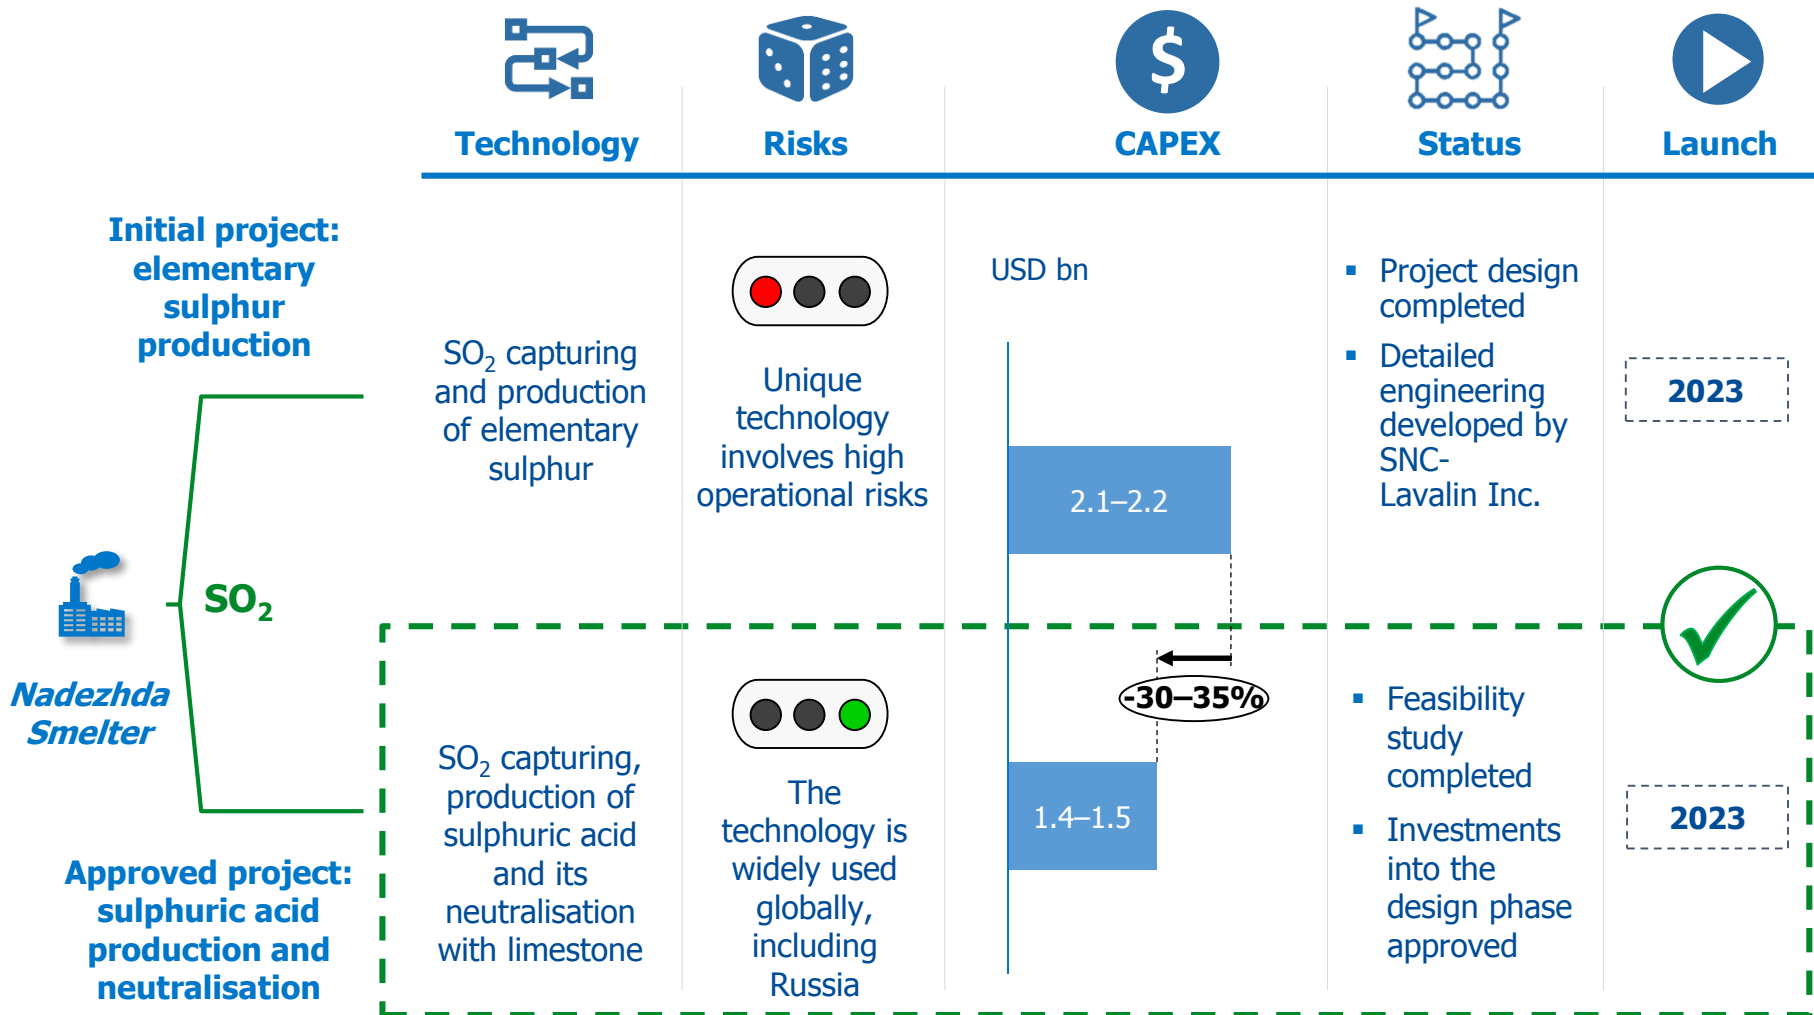 Technology
Risks
CAPEX
Status
Launch
Initial project:
elementary
sulphur
production
SO₂ capturing
and production
of elementary
sulphur
Unique
technology
involves high
operational risks
USD bn
2.1–2.2
▪ Project design
completed
▪ Detailed
engineering
developed by
SNC-
Lavalin Inc.
2023
SO₂
Nadezhda
Smelter
-30–35%
Approved project:
sulphuric acid
production and
neutralisation
SO₂ capturing,
production of
sulphuric acid
and its
neutralisation
with limestone
The
technology is
widely used
globally,
including
Russia
1.4–1.5
▪ Feasibility
study
completed
▪ Investments
into the
design phase
approved
2023